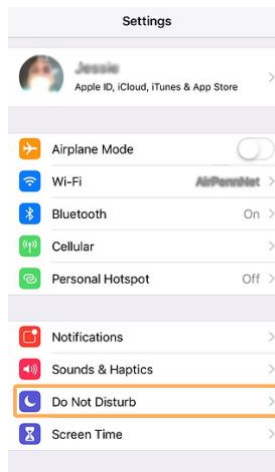 Settings
Apple ID, iCloud, iTunes & App Store
Airplane Mode
Wi-Fi
Bluetooth On
Cellular
Personal Hotspot Off
Notifications
Sounds & Haptics
Do Not Disturb
Screen Time